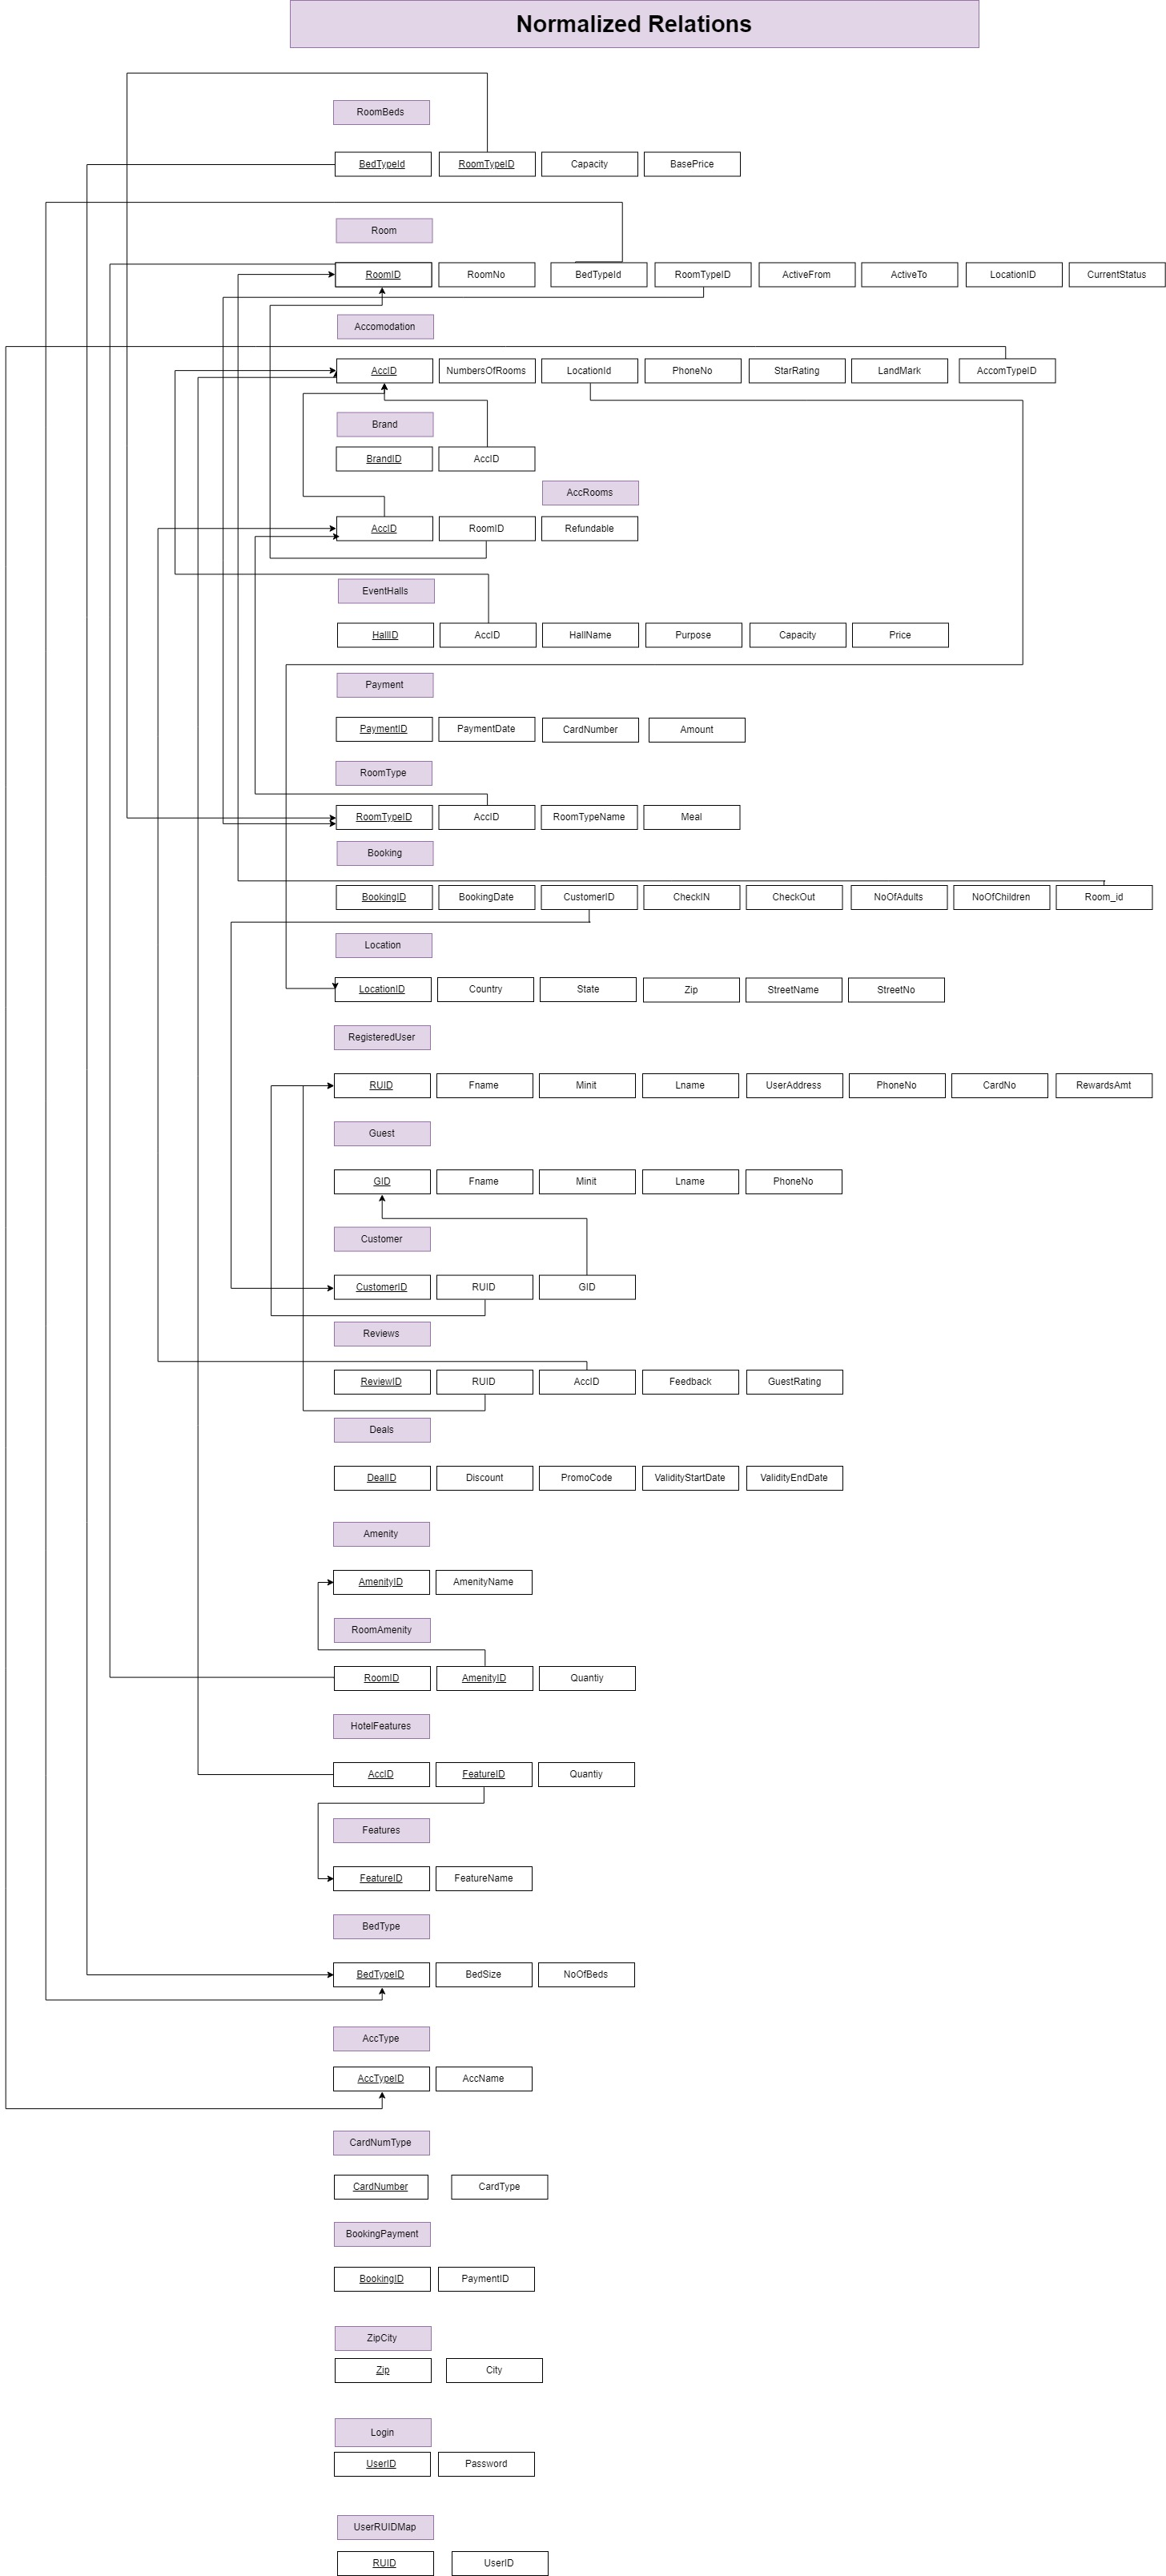 Normalized Relations
RoomBeds
BedTypeId RoomTypeID Capacity BasePrice
Room
RoomID RoomNo BedTypeId RoomTypeID ActiveFrom ActiveTo LocationID CurrentStatus
Accomodation
AccID NumbersOfRooms LocationId PhoneNo StarRating LandMark AccomTypeID
Brand
BrandID AccID
AccRooms
AccID RoomID Refundable
EventHalls
HallID AccID HallName Purpose Capacity Price
Payment
PaymentID PaymentDate CardNumber Amount
RoomType
RoomTypeID AccID RoomTypeName Meal
Booking
BookingID BookingDate CustomerID CheckIN CheckOut NoOfAdults NoOfChildren Room_id
Location
LocationID Country State Zip StreetName StreetNo
RegisteredUser
RUID Fname Minit Lname UserAddress PhoneNo CardNo RewardsAmt
Guest
GID Fname Minit Lname PhoneNo
Customer
CustomerID RUID GID
Reviews
ReviewID RUID AccID Feedback GuestRating
Deals
DealID Discount PromoCode ValidityStartDate ValidityEndDate
Amenity
AmenityID AmenityName
RoomAmenity
RoomID AmenityID Quantiy
HotelFeatures
AccID FeatureID Quantiy
Features
FeatureID FeatureName
BedType
BedTypeID BedSize NoOfBeds
AccType
AccTypeID AccName
CardNumType
CardNumber CardType
BookingPayment
BookingID PaymentID
ZipCity
Zip City
Login
UserID Password
UserRUIDMap
RUID UserID